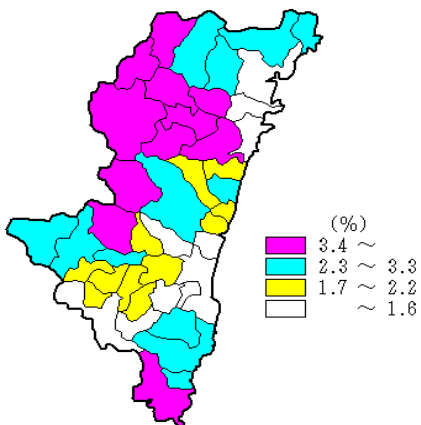 (%)
3.4 ～
2.3 ～ 3.3
1.7 ～ 2.2
～ 1.6